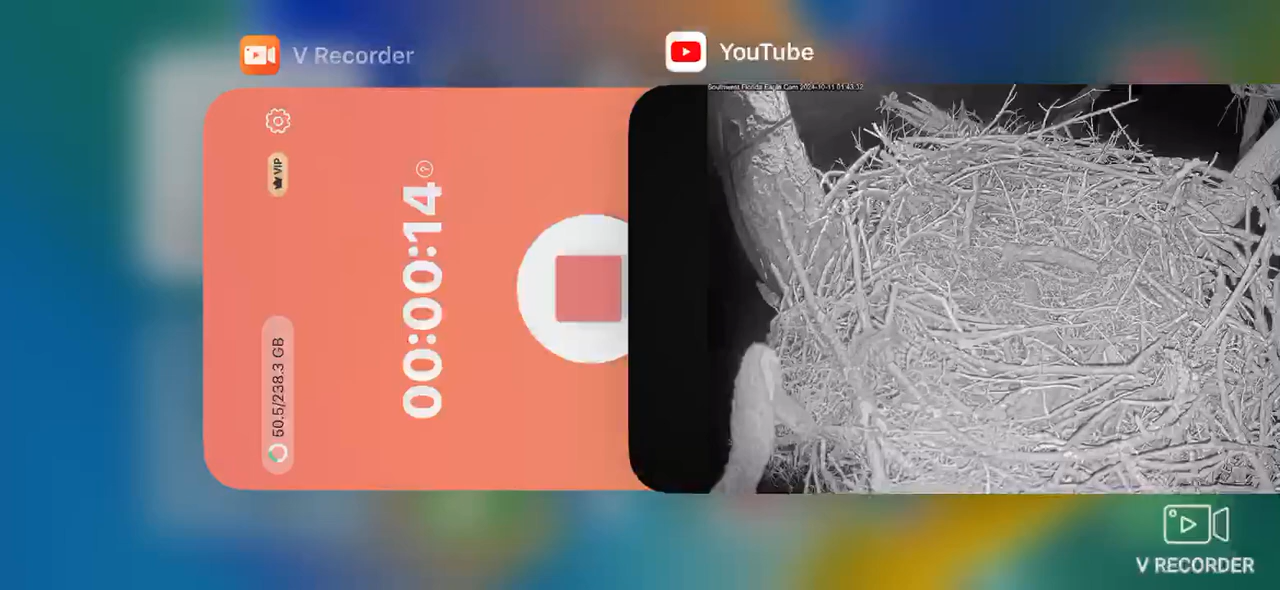 V Recorder
YouTube
Southwest Florida Eagle Cam 2024-10-11 01:43:32
VIP
00:00:14
?
50.5/238.3 GB
V RECORDER